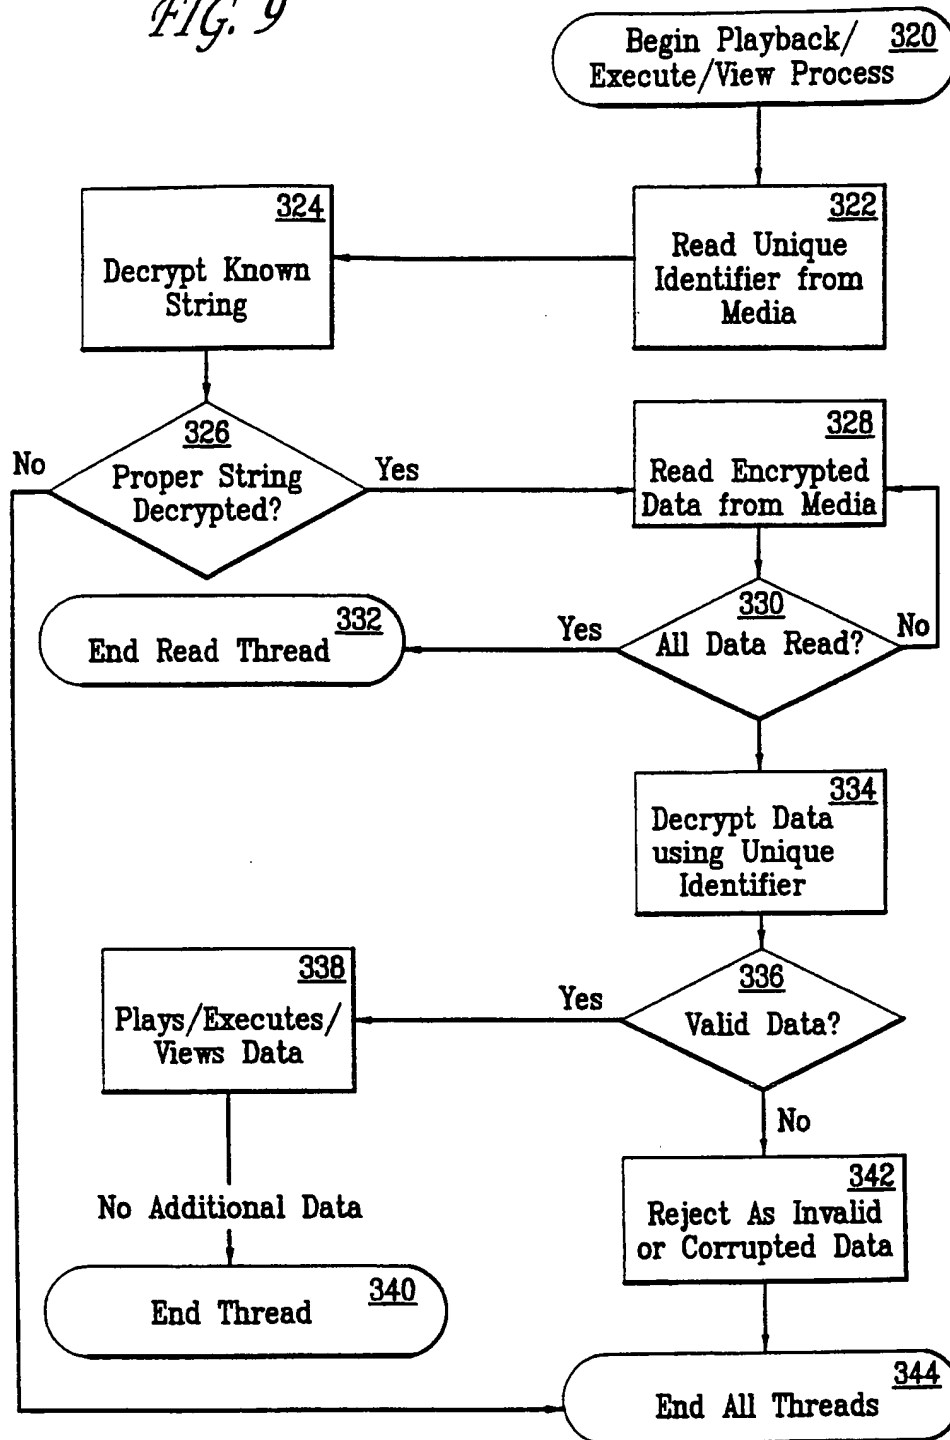 FIG. 9
Begin Playback/ 320
Execute/View Process
324
Decrypt Known
String
322
Read Unique
Identifier from
Media
326
Proper String
Decrypted?
No
Yes
328
Read Encrypted
Data from Media
330
All Data Read?
No
Yes
332
End Read Thread
334
Decrypt Data
using Unique
Identifier
336
Valid Data?
Yes
No
338
Plays/Executes/
Views Data
No Additional Data
340
End Thread
342
Reject As Invalid
or Corrupted Data
344
End All Threads